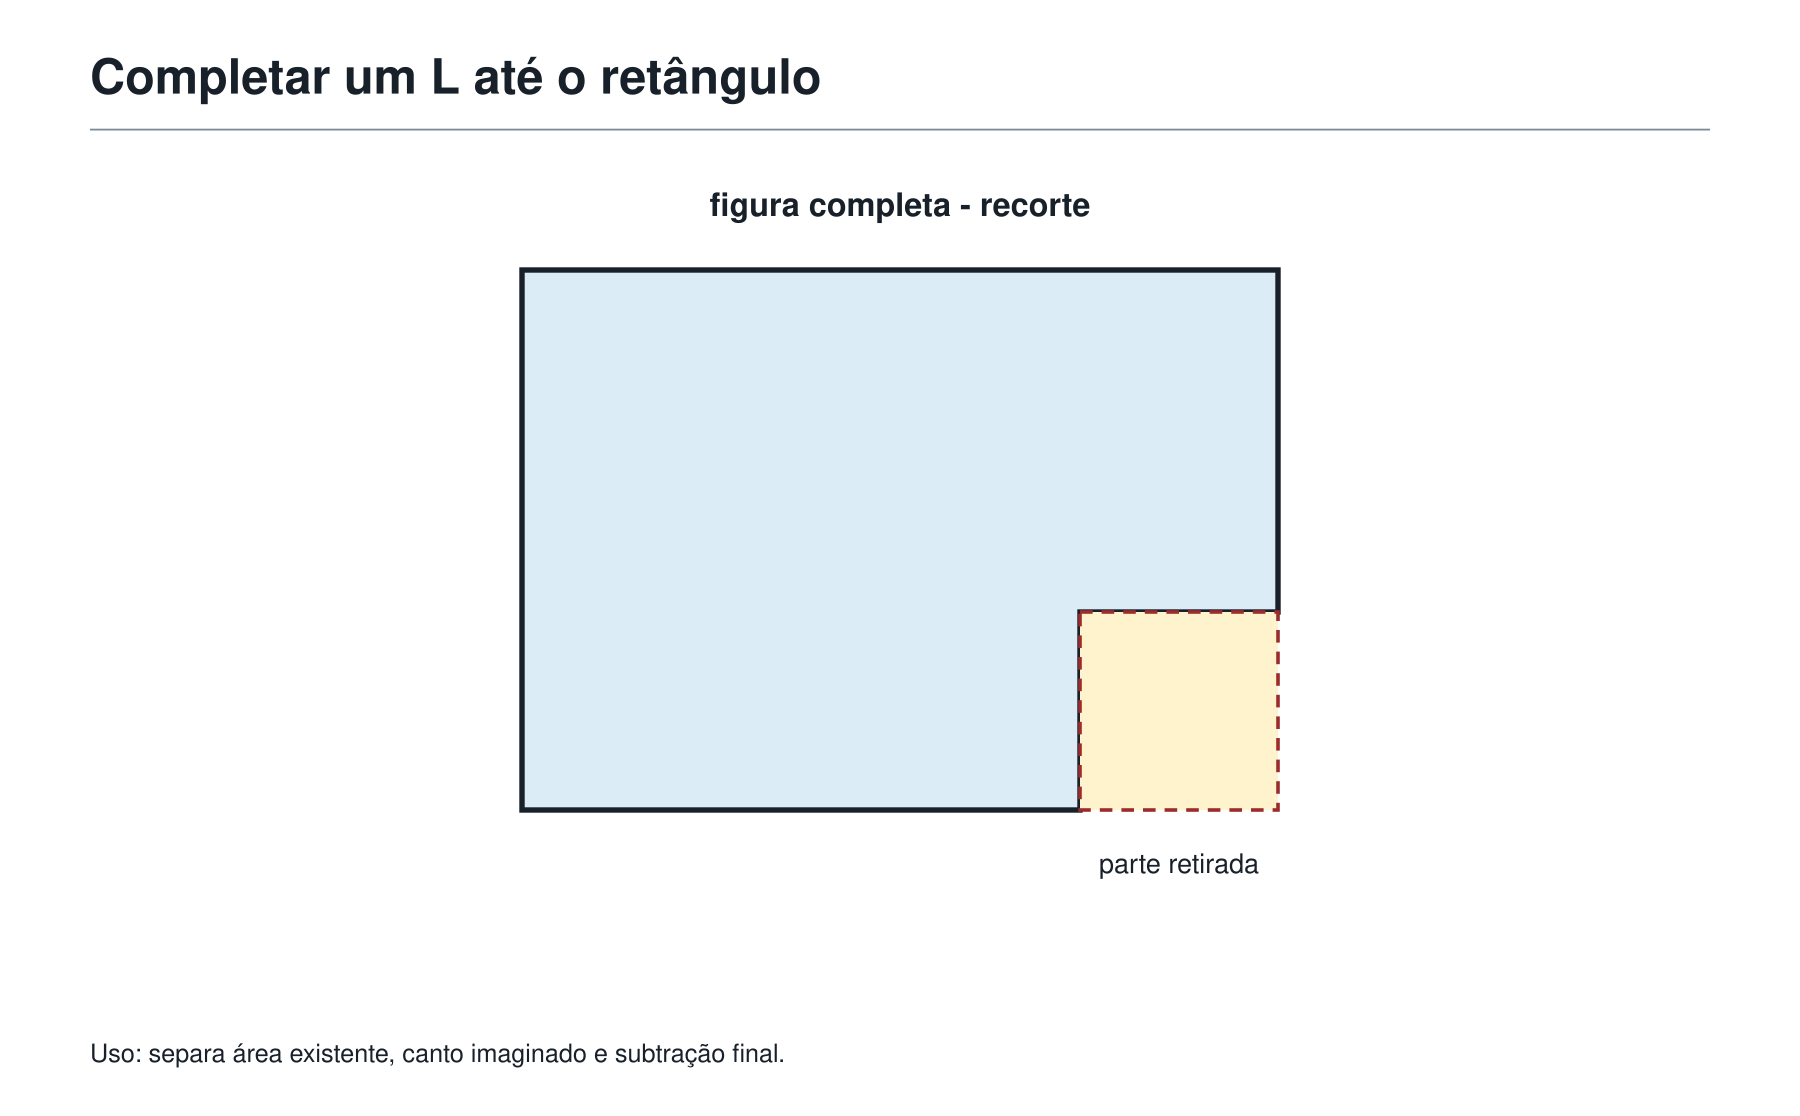 Completar um L até o retângulo
figura completa - recorte
parte retirada
Uso: separa área existente, canto imaginado e subtração final.